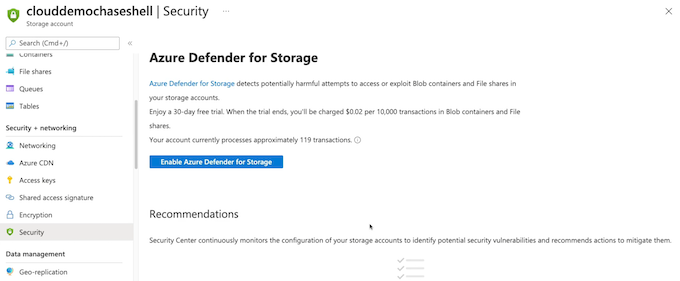 clouddemochaseshell | Security ...
Storage account
Search (Cmd+/)
«
Containers
File shares
Queues
Tables
Security + networking
Networking
Azure CDN
Access keys
Shared access signature
Encryption
Security
Data management
Geo-replication
Azure Defender for Storage
Azure Defender for Storage detects potentially harmful attempts to access or exploit Blob containers and File shares in
your storage accounts.
Enjoy a 30-day free trial. When the trial ends, you'll be charged $0.02 per 10,000 transactions in Blob containers and File
shares.
Your account currently processes approximately 119 transactions.
Enable Azure Defender for Storage
Recommendations
Security Center continuously monitors the configuration of your storage accounts to identify potential security vulnerabilities and recommends actions to mitigate them.